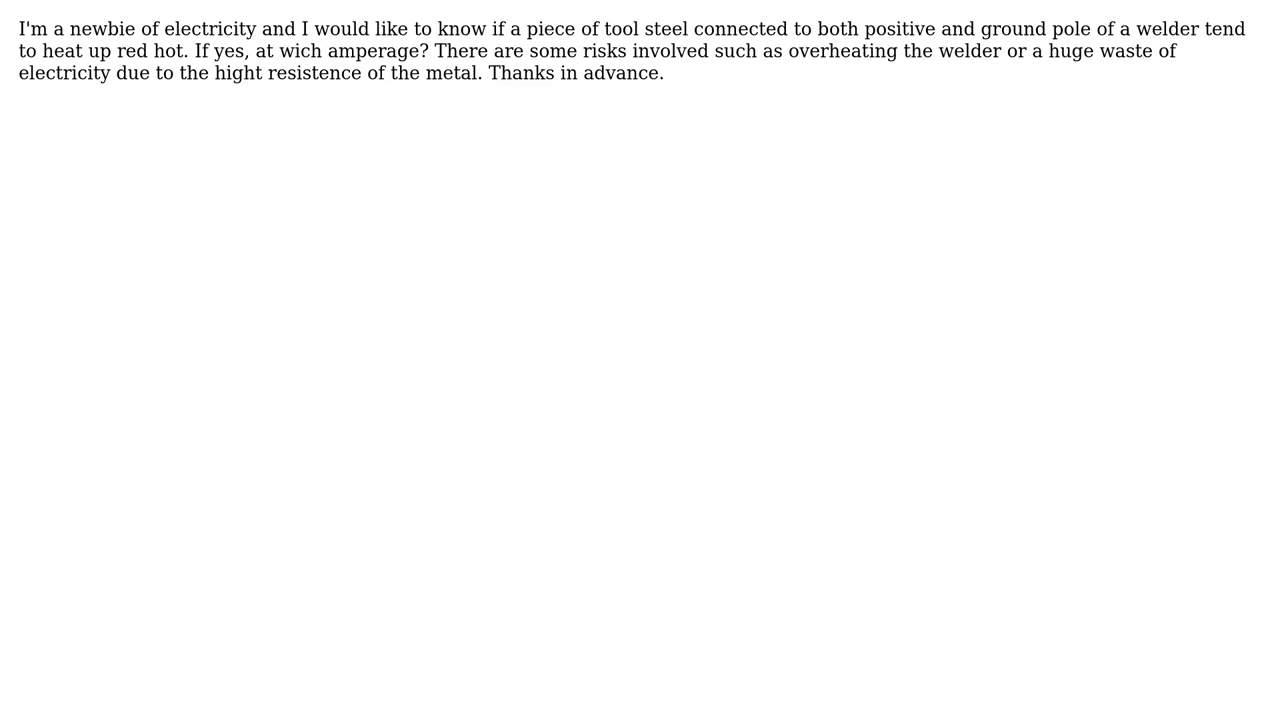 I'm a newbie of electricity and I would like to know if a piece of tool steel connected to both positive and ground pole of a welder tend
to heat up red hot. If yes, at wich amperage? There are some risks involved such as overheating the welder or a huge waste of
electricity due to the hight resistence of the metal. Thanks in advance.